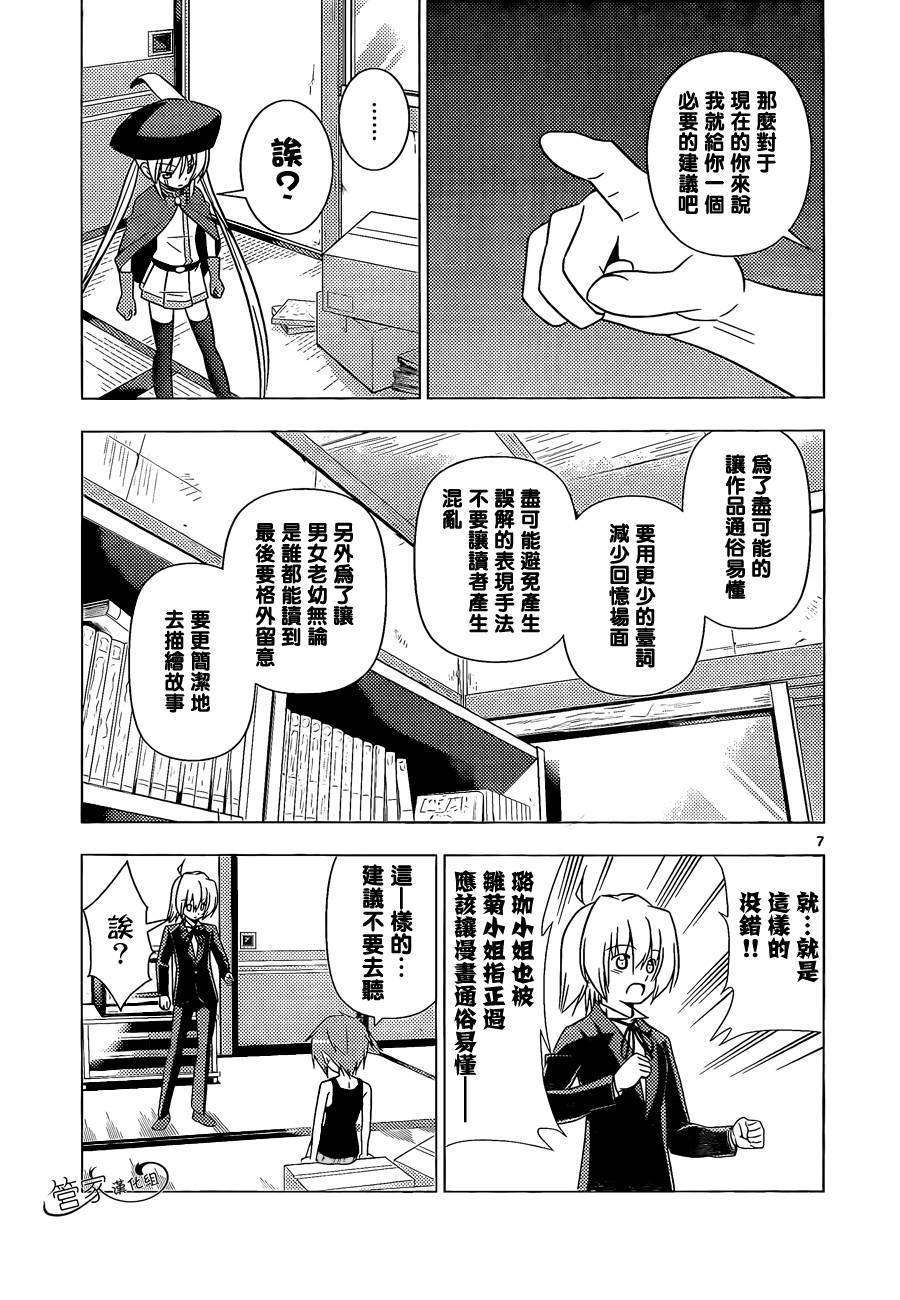 那麼對于
現在的你來說
我就給你一個
必要的建議吧
……
誒?
為了盡可能的
讓作品通俗易懂
要用更少的臺詞
減少回憶場面
盡可能避免產生
誤解的表現手法
不要讓讀者產生
混亂
另外為了讓
男女老幼無論
是誰都能讀到
最後要格外留意
要更簡潔地
去描繪故事
7
就…就是
這樣的
没錯!!
璐珈小姐也被
雛菊小姐指正過
應該讓漫畫通俗易懂——
這一樣的…
建議不要去聽
誒?
管家漢化組